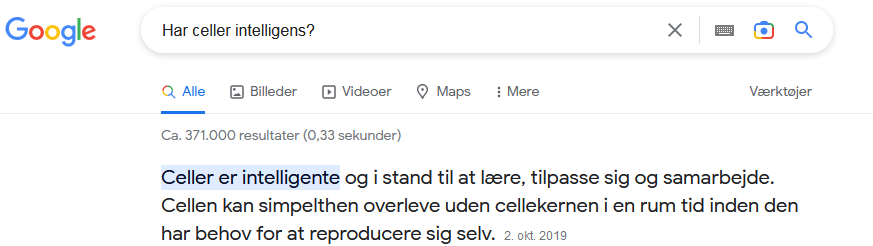 Google
Har celler intelligens?
Alle Billeder Videoer Maps Mere Værktøjer
Ca. 371.000 resultater (0,33 sekunder)
Celler er intelligente og i stand til at lære, tilpasse sig og samarbejde.
Cellen kan simpelthen overleve uden cellekernen i en rum tid inden den
har behov for at reproducere sig selv. 2. okt. 2019